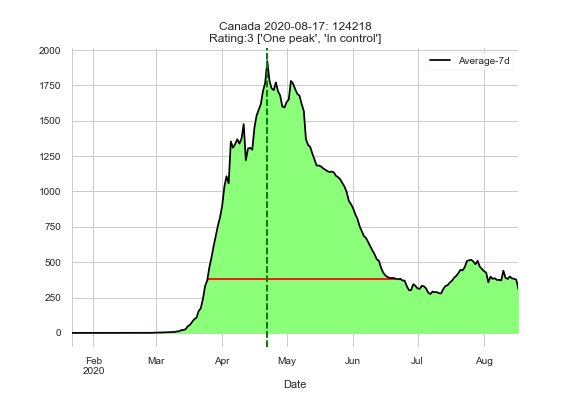 Canada 2020-08-17: 124218
Rating:3 ['One peak', 'In control']
Average-7d
2000
1750
1500
1250
1000
750
500
250
0
Feb
2020
Mar
Apr
May
Jun
Jul
Aug
Date